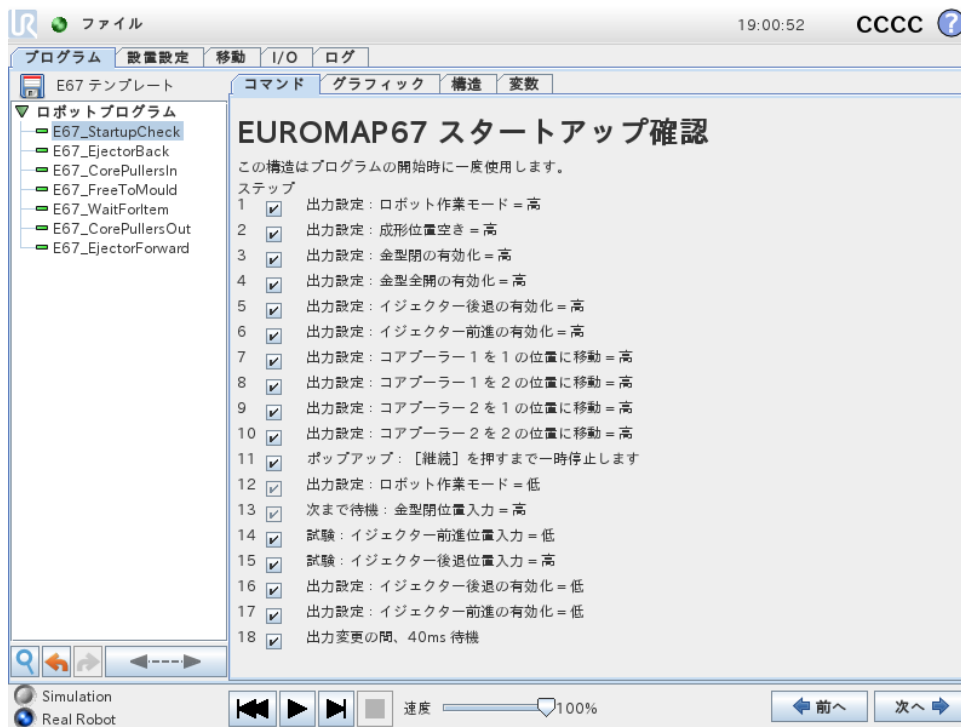 UR ファイル 19:00:52 CCCC ?
プログラム 設置設定 移動 I/O ログ
E67 テンプレート
コマンド グラフィック 構造 変数
ロボットプログラム
E67_StartupCheck
E67_EjectorBack
E67_CorePullersIn
E67_FreeToMould
E67_WaitForItem
E67_CorePullersOut
E67_EjectorForward
EUROMAP67 スタートアップ確認
この構造はプログラムの開始時に一度使用します。
ステップ
1 出力設定：ロボット作業モード＝高
2 出力設定：成形位置空き＝高
3 出力設定：金型閉の有効化＝高
4 出力設定：金型全開の有効化＝高
5 出力設定：イジェクター後退の有効化＝高
6 出力設定：イジェクター前進の有効化＝高
7 出力設定：コアプーラー１を１の位置に移動＝高
8 出力設定：コアプーラー１を２の位置に移動＝高
9 出力設定：コアプーラー２を１の位置に移動＝高
10 出力設定：コアプーラー２を２の位置に移動＝高
11 ポップアップ：［継続］を押すまで一時停止します
12 出力設定：ロボット作業モード＝低
13 次まで待機：金型閉位置入力＝高
14 試験：イジェクター前進位置入力＝低
15 試験：イジェクター後退位置入力＝高
16 出力設定：イジェクター後退の有効化＝低
17 出力設定：イジェクター前進の有効化＝低
18 出力変更の間、40ms 待機
Simulation
Real Robot
速度 100%
前へ 次へ